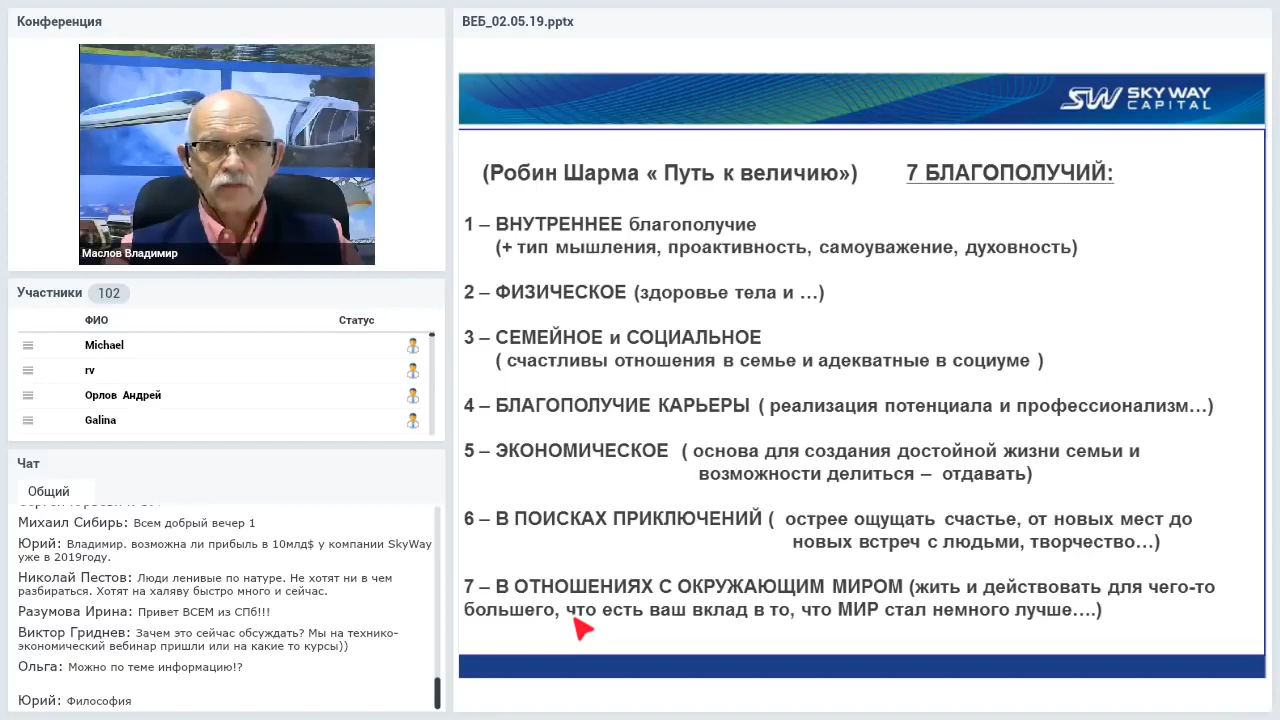 Конференция
Маслов Владимир
Участники 102
ФИО Статус
Michael
rv
Орлов Андрей
Galina
Чат
Общий
Михаил Сибирь: Всем добрый вечер 1
Юрий: Владимир. возможна ли прибыль в 10млд$ у компании SkyWay
уже в 2019году.
Николай Пестов: Люди ленивые по натуре. Не хотят ни в чем
разбираться. Хотят на халяву быстро много и сейчас.
Разумова Ирина: Привет ВСЕМ из СПб!!!
Виктор Гриднев: Зачем это сейчас обсуждать? Мы на технико-
экономический вебинар пришли или на какие то курсы))
Ольга: Можно по теме информацию!?
Юрий: Философия
ВЕБ_02.05.19.pptx
SW SKY WAY
CAPITAL
(Робин Шарма « Путь к величию») 7 БЛАГОПОЛУЧИЙ:
1 – ВНУТРЕННЕЕ благополучие
(+ тип мышления, проактивность, самоуважение, духовность)
2 – ФИЗИЧЕСКОЕ (здоровье тела и …)
3 – СЕМЕЙНОЕ и СОЦИАЛЬНОЕ
( счастливы отношения в семье и адекватные в социуме )
4 – БЛАГОПОЛУЧИЕ КАРЬЕРЫ ( реализация потенциала и профессионализм…)
5 – ЭКОНОМИЧЕСКОЕ ( основа для создания достойной жизни семьи и
возможности делиться – отдавать)
6 – В ПОИСКАХ ПРИКЛЮЧЕНИЙ ( острее ощущать счастье, от новых мест до
новых встреч с людьми, творчество…)
7 – В ОТНОШЕНИЯХ С ОКРУЖАЮЩИМ МИРОМ (жить и действовать для чего-то
большего, что есть ваш вклад в то, что МИР стал немного лучше….)